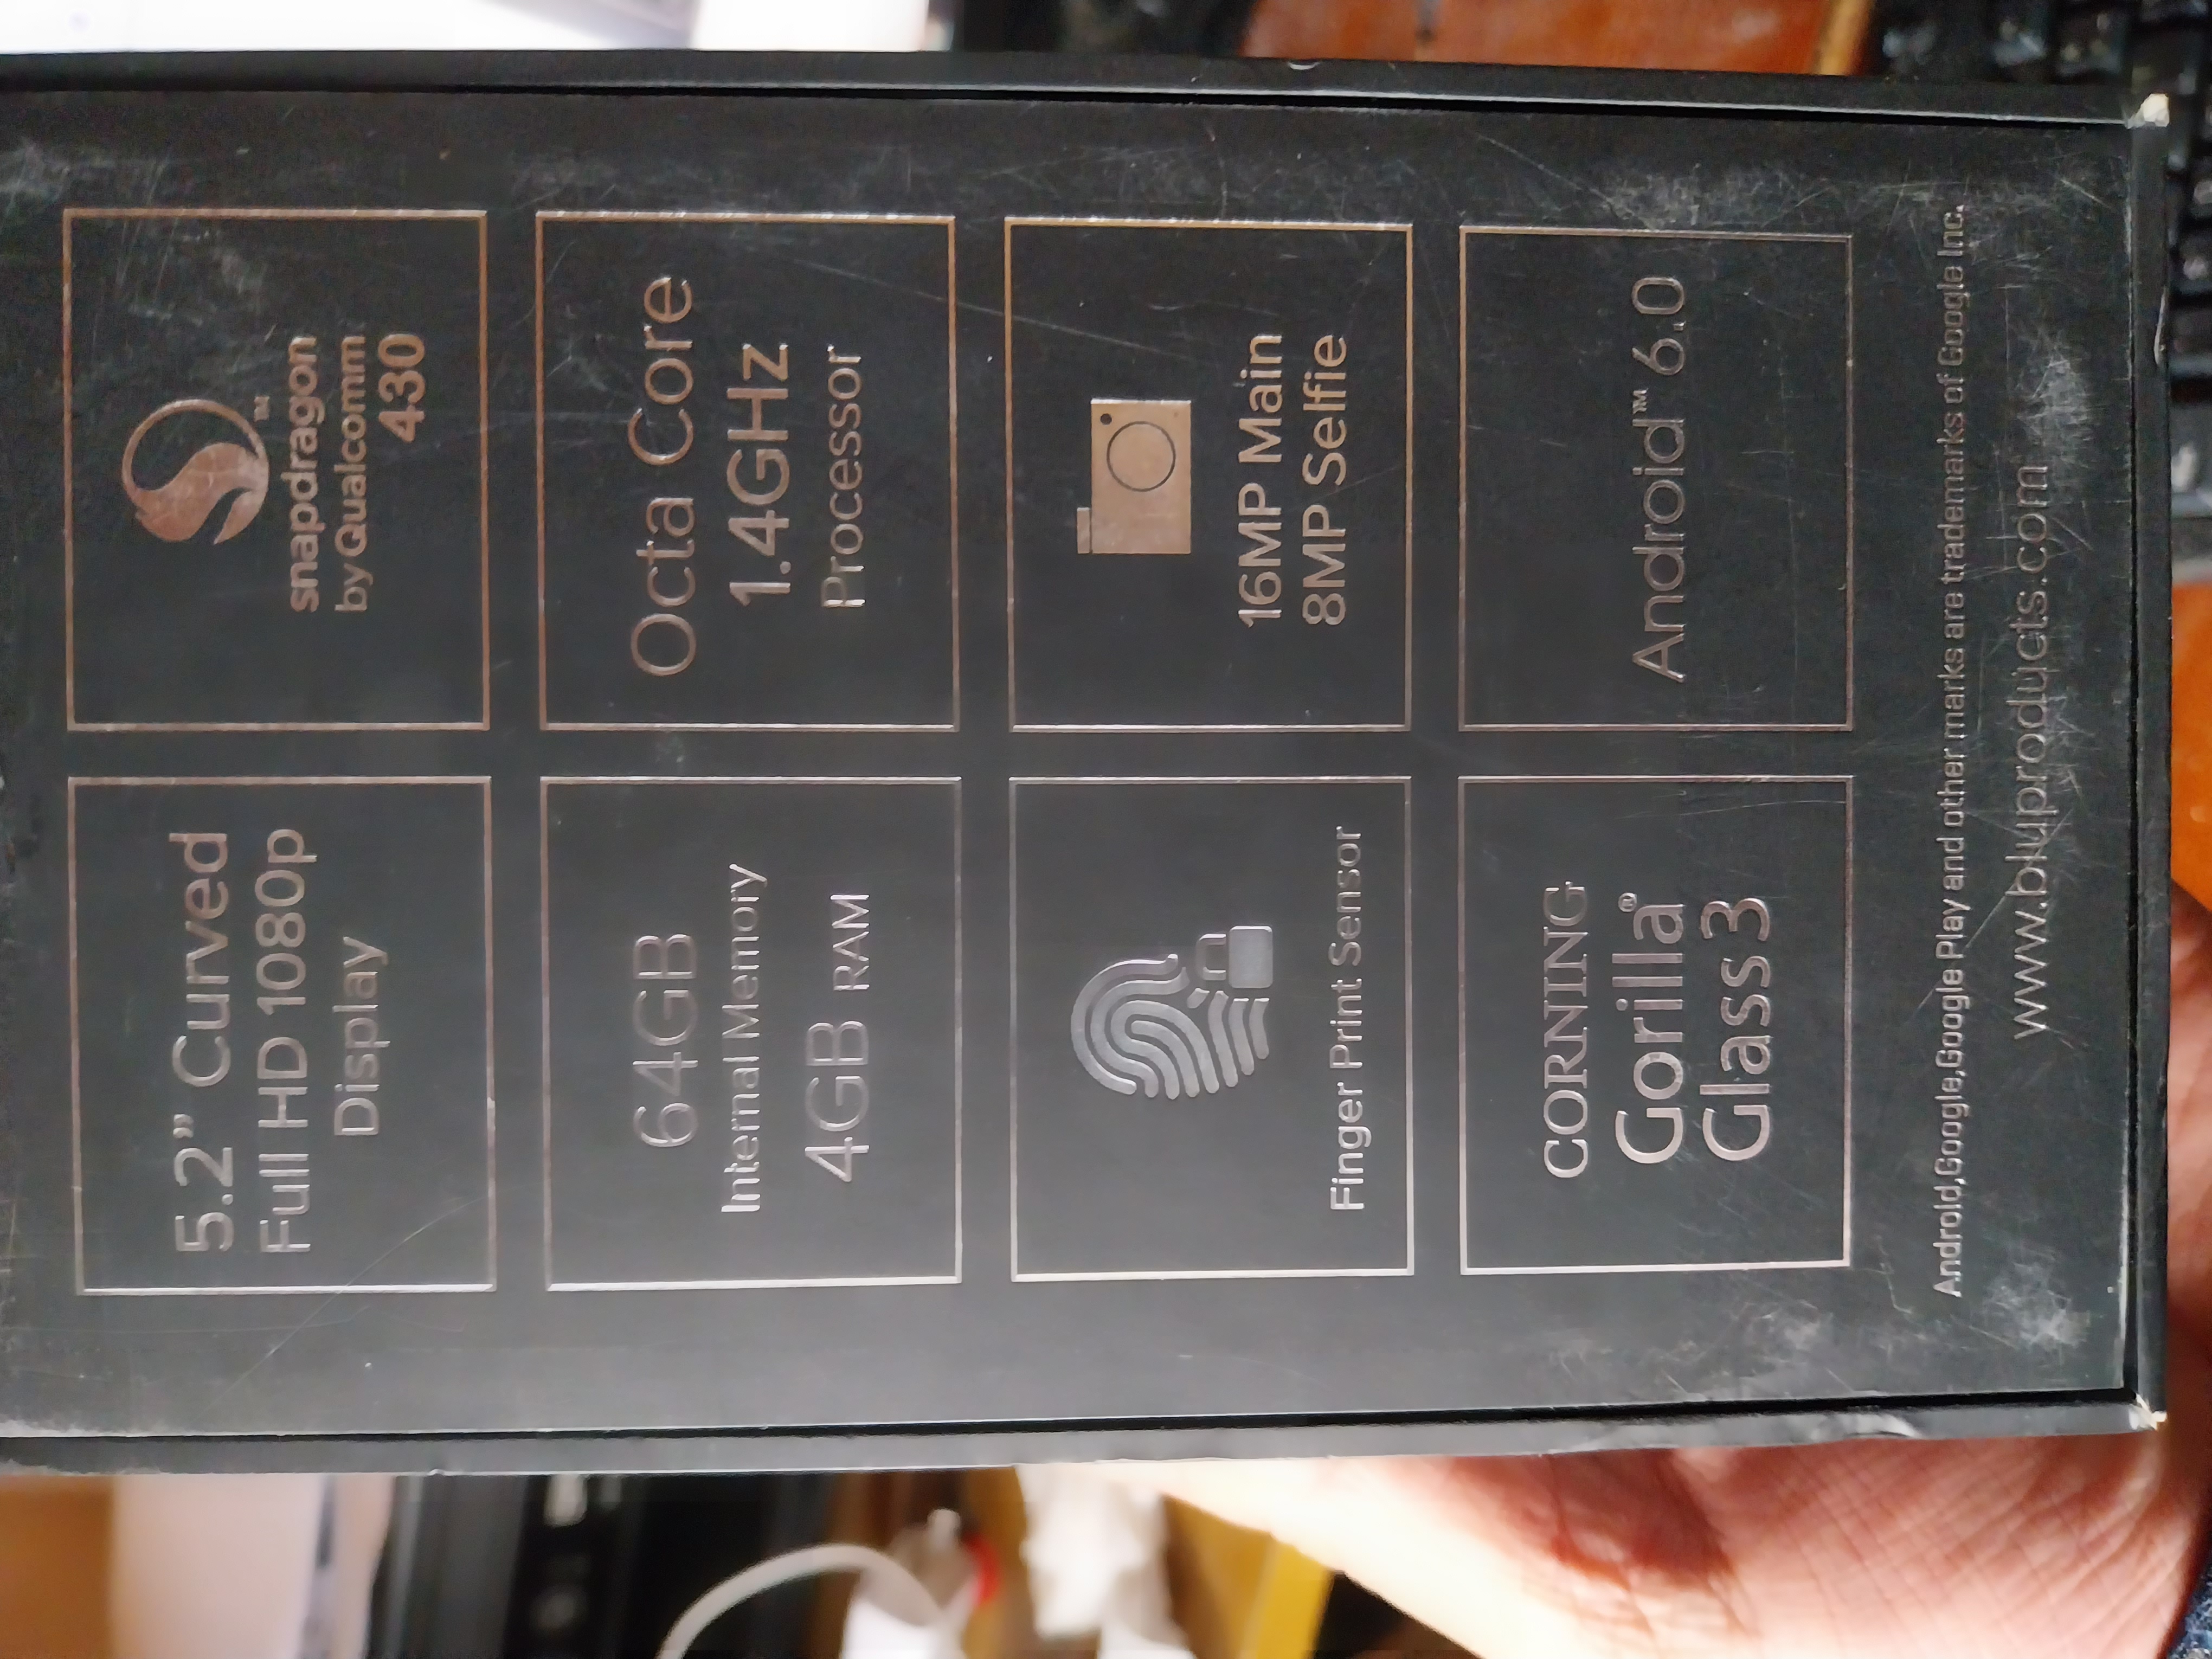 5.2” Curved
Full HD 1080p
Display
snapdragon™
by Qualcomm
430
64GB
Internal Memory
4GB RAM
Octa Core
1.4GHz
Processor
Finger Print Sensor
16MP Main
8MP Selfie
CORNING
Gorilla®
Glass 3
Android™ 6.0
Android,Google,Google Play and other marks are trademarks of Google Inc.
www.bluproducts.com